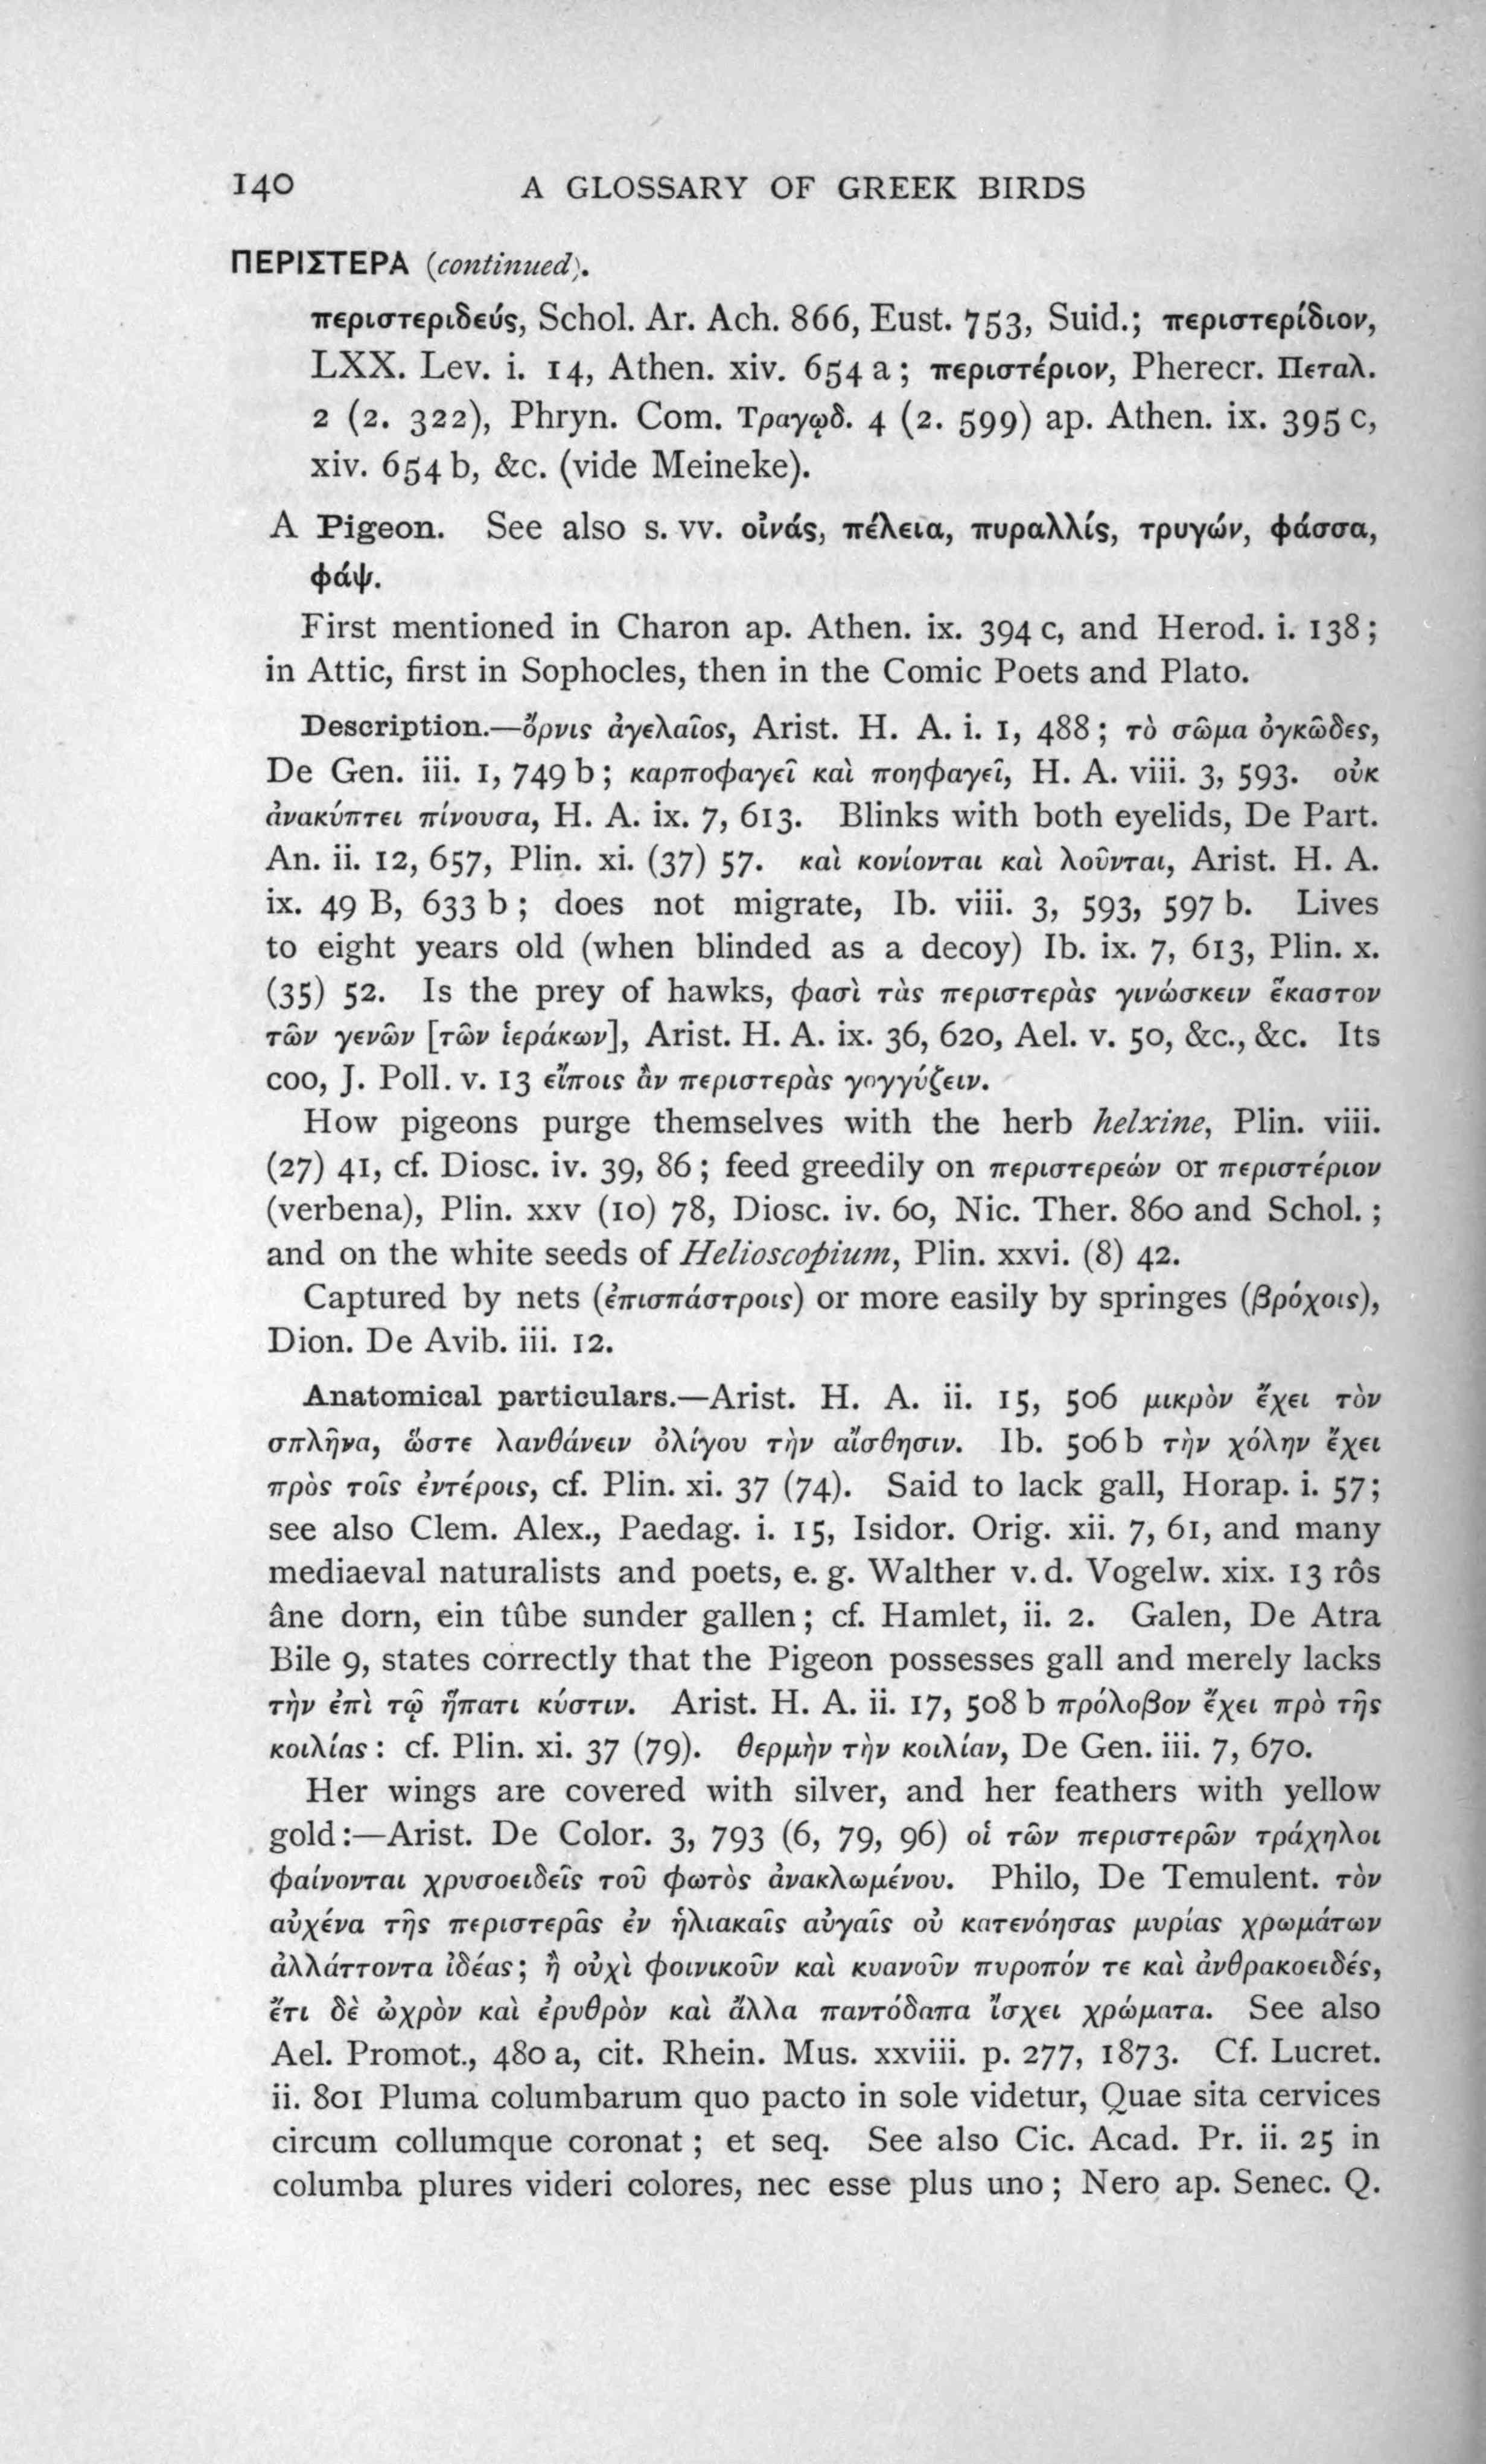 140 A GLOSSARY OF GREEK BIRDS
ΠΕΡΙΣΤΕΡΑ (continued).
περιστεριδεύς, Schol. Ar. Ach. 866, Eust. 753, Suid.; περιστερίδιον,
LXX. Lev. i. 14, Athen. xiv. 654 a; περιστέριον, Pherecr. Πεταλ.
2 (2. 322), Phryn. Com. Τραγῳδ. 4 (2. 599) ap. Athen. ix. 395 c,
xiv. 654 b, &c. (vide Meineke).
A Pigeon. See also s. vv. οἰνάς, πέλεια, πυραλλίς, τρυγών, φάσσα,
φάψ.
First mentioned in Charon ap. Athen. ix. 394 c, and Herod. i. 138;
in Attic, first in Sophocles, then in the Comic Poets and Plato.
Description.—ὄρνις ἀγελαῖος, Arist. H. A. i. 1, 488; τὸ σῶμα ὀγκῶδες,
De Gen. iii. 1, 749 b; καρποφαγεῖ καὶ ποηφαγεῖ, H. A. viii. 3, 593. οὐκ
ἀνακύπτει πίνουσα, H. A. ix. 7, 613. Blinks with both eyelids, De Part.
An. ii. 12, 657, Plin. xi. (37) 57. καὶ κονίονται καὶ λοῦνται, Arist. H. A.
ix. 49 B, 633 b; does not migrate, Ib. viii. 3, 593, 597 b. Lives
to eight years old (when blinded as a decoy) Ib. ix. 7, 613, Plin. x.
(35) 52. Is the prey of hawks, φασὶ τὰς περιστερὰς γινώσκειν ἕκαστον
τῶν γενῶν [τῶν ἱεράκων], Arist. H. A. ix. 36, 620, Ael. v. 50, &c., &c. Its
coo, J. Poll. v. 13 εἴποις ἂν περιστερὰς γογγύζειν.
How pigeons purge themselves with the herb helxine, Plin. viii.
(27) 41, cf. Diosc. iv. 39, 86; feed greedily on περιστερεών or περιστέριον
(verbena), Plin. xxv (10) 78, Diosc. iv. 60, Nic. Ther. 860 and Schol.;
and on the white seeds of Helioscopium, Plin. xxvi. (8) 42.
Captured by nets (ἐπισπάστροις) or more easily by springes (βρόχοις),
Dion. De Avib. iii. 12.
Anatomical particulars.—Arist. H. A. ii. 15, 506 μικρὸν ἔχει τὸν
σπλῆνα, ὥστε λανθάνειν ὀλίγου τὴν αἴσθησιν. Ib. 506 b τὴν χόλην ἔχει
πρὸς τοῖς ἐντέροις, cf. Plin. xi. 37 (74). Said to lack gall, Horap. i. 57;
see also Clem. Alex., Paedag. i. 15, Isidor. Orig. xii. 7, 61, and many
mediaeval naturalists and poets, e. g. Walther v. d. Vogelw. xix. 13 rôs
âne dorn, ein tûbe sunder gallen; cf. Hamlet, ii. 2. Galen, De Atra
Bile 9, states correctly that the Pigeon possesses gall and merely lacks
τὴν ἐπὶ τῷ ἥπατι κύστιν. Arist. H. A. ii. 17, 508 b πρόλοβον ἔχει πρὸ τῆς
κοιλίας: cf. Plin. xi. 37 (79). θερμὴν τὴν κοιλίαν, De Gen. iii. 7, 670.
Her wings are covered with silver, and her feathers with yellow
gold:—Arist. De Color. 3, 793 (6, 79, 96) οἱ τῶν περιστερῶν τράχηλοι
φαίνονται χρυσοειδεῖς τοῦ φωτὸς ἀνακλωμένου. Philo, De Temulent. τὸν
αὐχένα τῆς περιστερᾶς ἐν ἡλιακαῖς αὐγαῖς οὐ κατενόησας μυρίας χρωμάτων
ἀλλάττοντα ἰδέας; ἢ οὐχὶ φοινικοῦν καὶ κυανοῦν πυροπόν τε καὶ ἀνθρακοειδές,
ἔτι δὲ ὠχρὸν καὶ ἐρυθρὸν καὶ ἄλλα παντόδαπα ἴσχει χρώματα. See also
Ael. Promot., 480 a, cit. Rhein. Mus. xxviii. p. 277, 1873. Cf. Lucret.
ii. 801 Pluma columbarum quo pacto in sole videtur, Quae sita cervices
circum collumque coronat; et seq. See also Cic. Acad. Pr. ii. 25 in
columba plures videri colores, nec esse plus uno; Nero ap. Senec. Q.